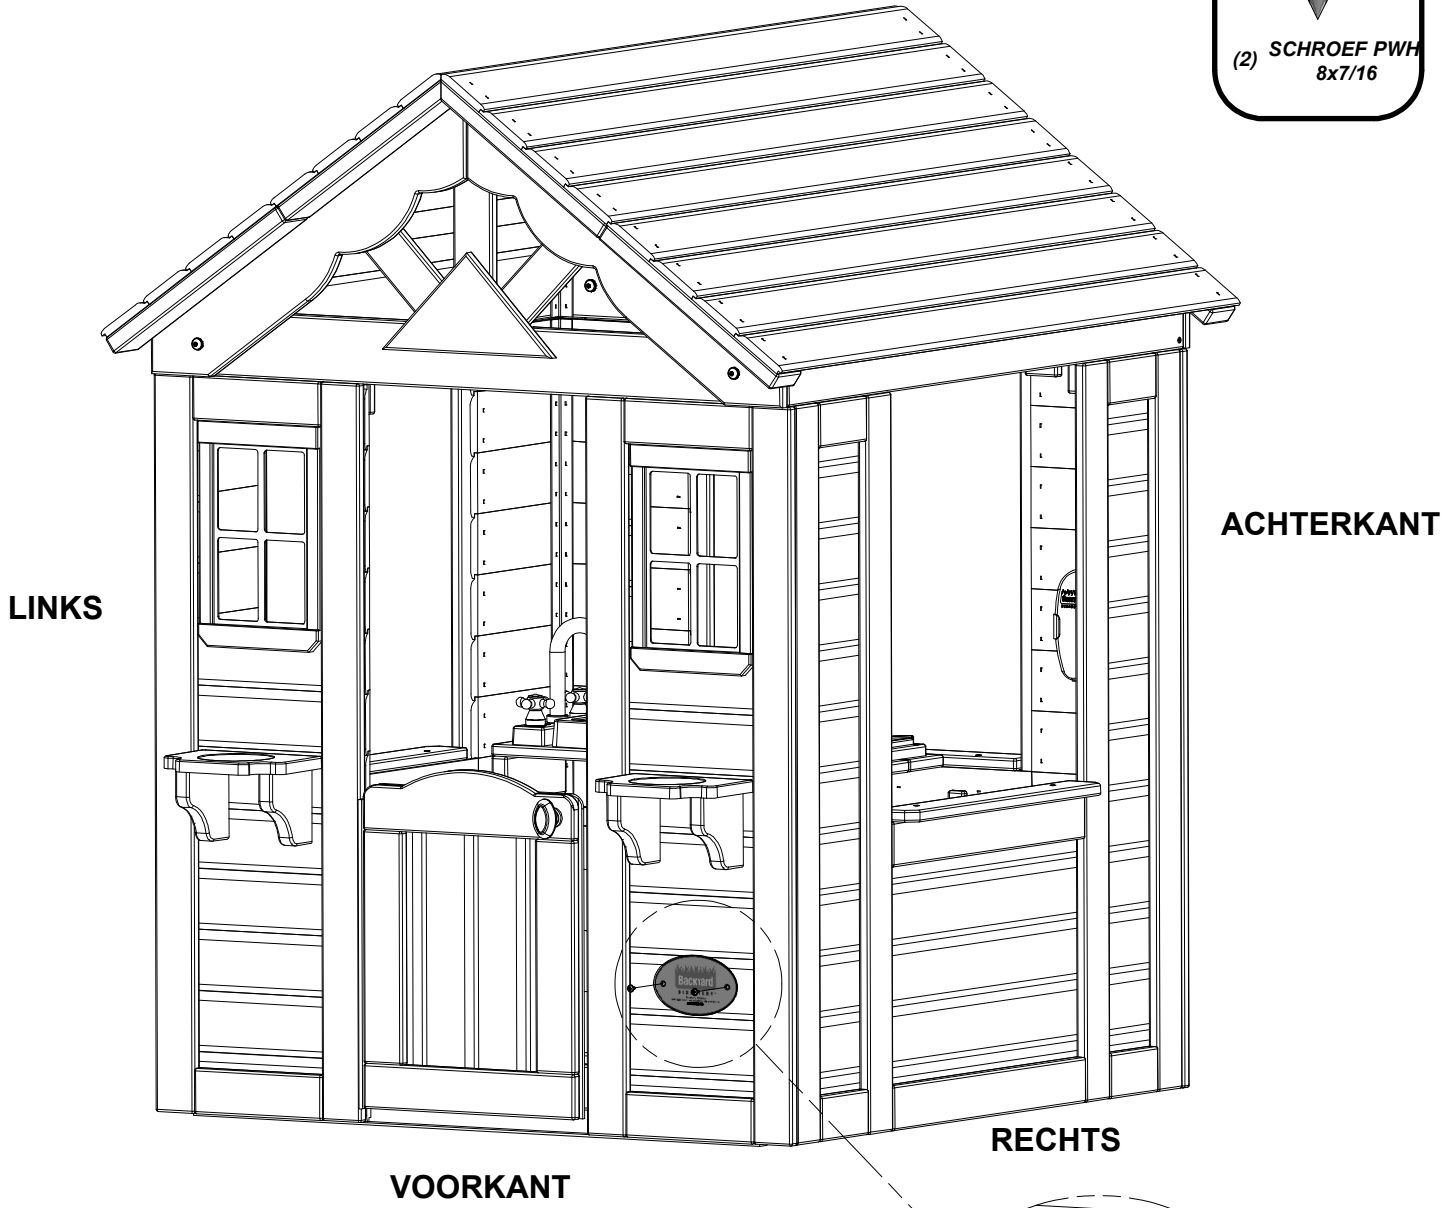 (2) SCHROEF PWH
8x7/16
ACHTERKANT
LINKS
Backyard
RECHTS
VOORKANT